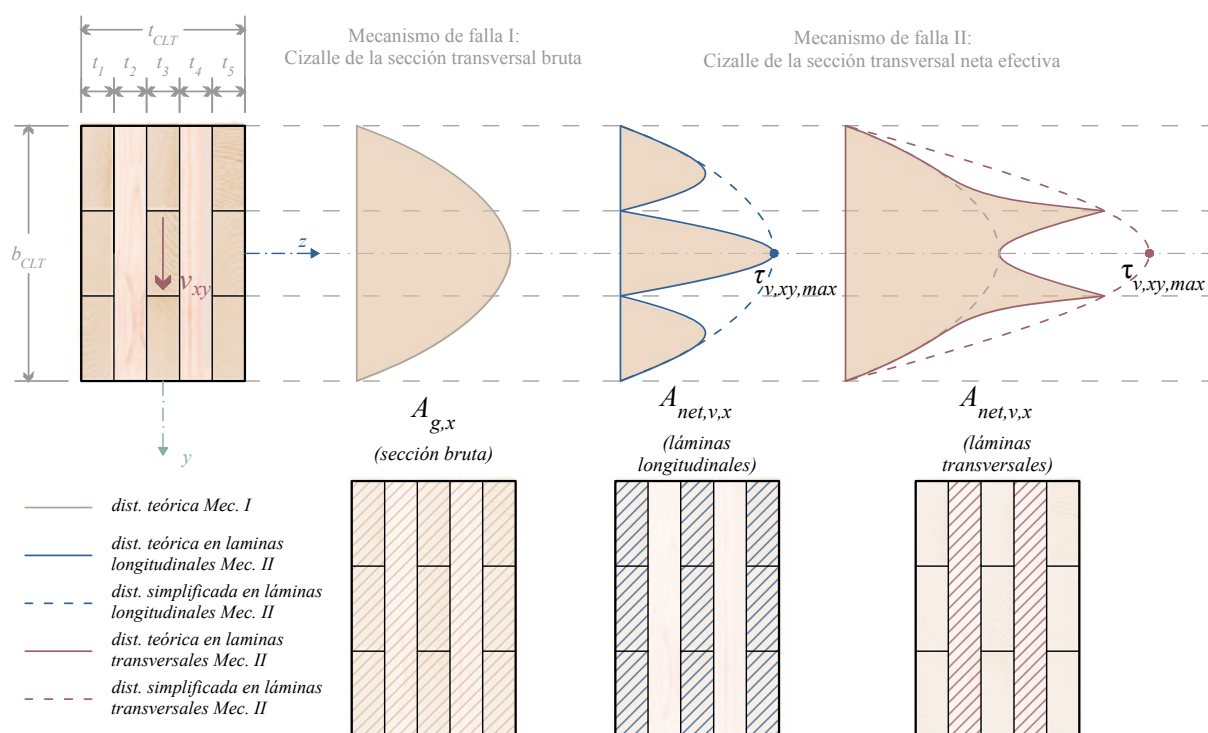 t_CLT
t_1 t_2 t_3 t_4 t_5
Mecanismo de falla I:
Cizalle de la sección transversal bruta
Mecanismo de falla II:
Cizalle de la sección transversal neta efectiva
b_CLT
v_xy
z
y
τ_v,xy,max
τ_v,xy,max
A_g,x
(sección bruta)
A_net,v,x
(láminas
longitudinales)
A_net,v,x
(láminas
transversales)
dist. teórica Mec. I
dist. teórica en laminas
longitudinales Mec. II
dist. simplificada en láminas
longitudinales Mec. II
dist. teórica en laminas
transversales Mec. II
dist. simplificada en láminas
transversales Mec. II